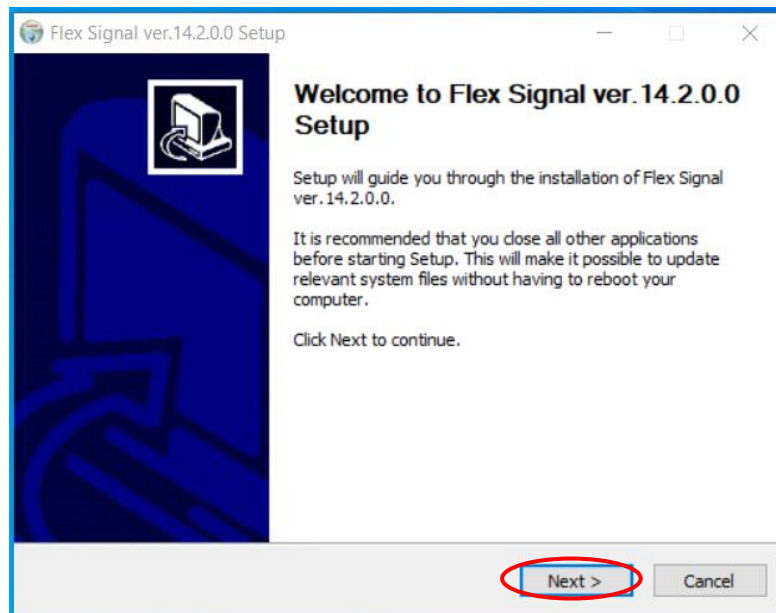 Flex Signal ver.14.2.0.0 Setup
Welcome to Flex Signal ver.14.2.0.0
Setup
Setup will guide you through the installation of Flex Signal
ver.14.2.0.0.
It is recommended that you close all other applications
before starting Setup. This will make it possible to update
relevant system files without having to reboot your
computer.
Click Next to continue.
Next >
Cancel